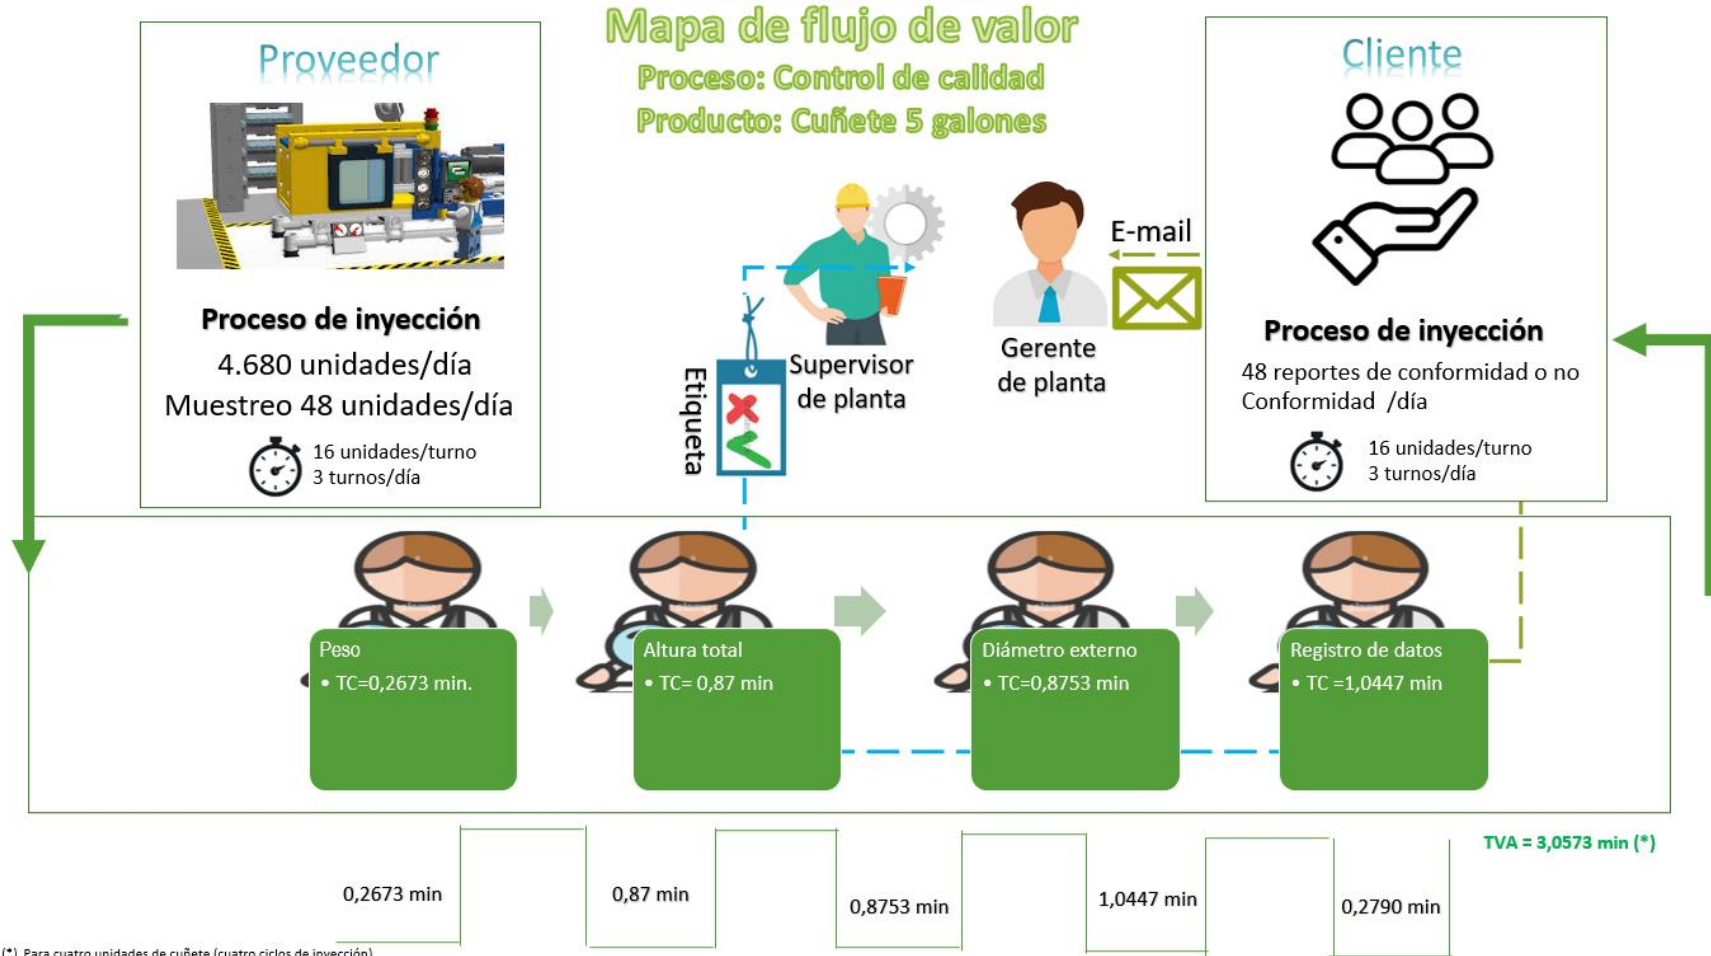 Mapa de flujo de valor
Proceso: Control de calidad
Producto: Cuñete 5 galones
Proveedor
Proceso de inyección
4.680 unidades/día
Muestreo 48 unidades/día
16 unidades/turno
3 turnos/día
Etiqueta
Supervisor
de planta
Gerente
de planta
E-mail
Cliente
Proceso de inyección
48 reportes de conformidad o no
Conformidad /día
16 unidades/turno
3 turnos/día
Peso
• TC=0,2673 min.
Altura total
• TC= 0,87 min
Diámetro externo
• TC=0,8753 min
Registro de datos
• TC =1,0447 min
TVA = 3,0573 min (*)
0,2673 min
0,87 min
0,8753 min
1,0447 min
0,2790 min
(*) Para cuatro unidades de cuñete (cuatro ciclos de inyección)